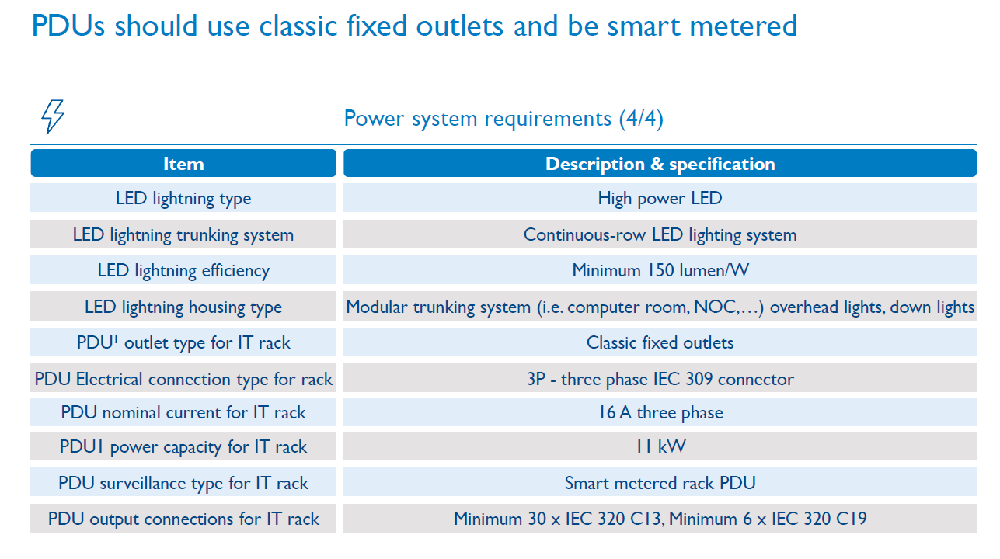 PDUs should use classic fixed outlets and be smart metered
Power system requirements (4/4)
Item
Description & specification
LED lightning type
High power LED
LED lightning trunking system
Continuous-row LED lighting system
LED lightning efficiency
Minimum 150 lumen/W
LED lightning housing type
Modular trunking system (i.e. computer room, NOC,…) overhead lights, down lights
PDU¹ outlet type for IT rack
Classic fixed outlets
PDU Electrical connection type for rack
3P - three phase IEC 309 connector
PDU nominal current for IT rack
16 A three phase
PDU1 power capacity for IT rack
11 kW
PDU surveillance type for IT rack
Smart metered rack PDU
PDU output connections for IT rack
Minimum 30 x IEC 320 C13, Minimum 6 x IEC 320 C19